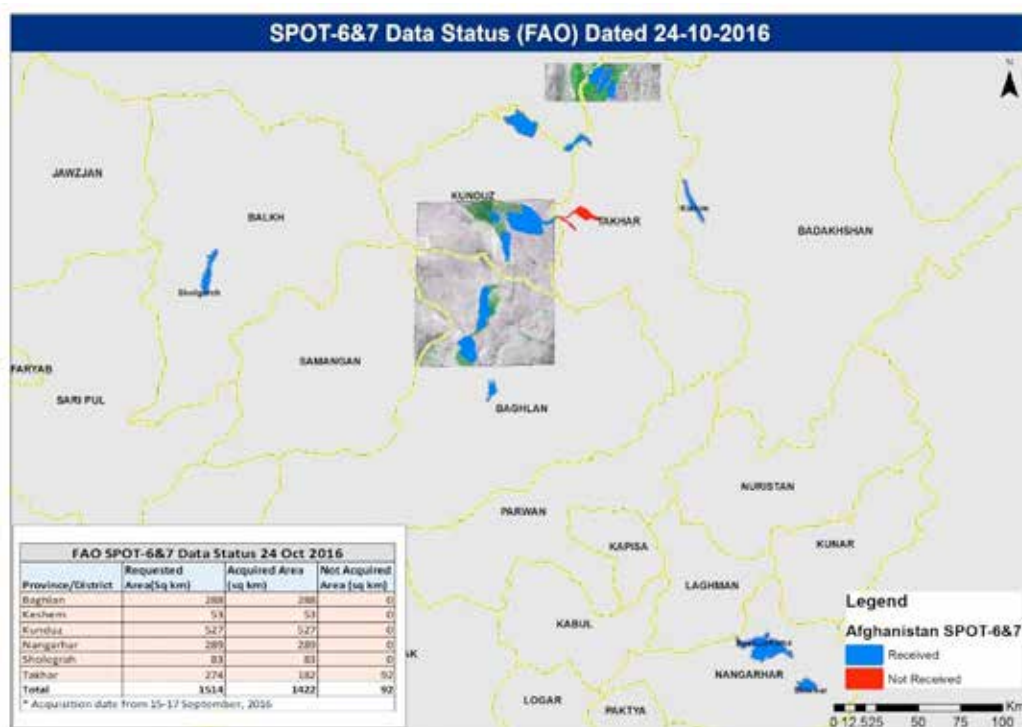 SPOT-6&7 Data Status (FAO) Dated 24-10-2016
N
JAWZJAN
BALKH
KUNDUZ
TAKHAR
BADAKHSHAN
Sholgareh
SAMANGAN
FARYAB
SARI PUL
BAGHLAN
NURISTAN
PARWAN
KAPISA
KUNAR
LAGHMAN
KABUL
NANGARHAR
LOGAR
PAKTYA
AK
FAO SPOT-6&7 Data Status 24 Oct 2016
Province/District Requested Area(Sq km) Acquired Area (sq km) Not Acquired Area (sq km)
Baghlan 288 288 0
Keshem 53 53 0
Kunduz 527 527 0
Nangarhar 289 289 0
Sholograh 83 83 0
Takhar 274 182 92
Total 1514 1422 92
* Acquisition date from 15-17 September, 2016
Legend
Afghanistan SPOT-6&7
Received
Not Received
0 12.525 50 75 100 Km